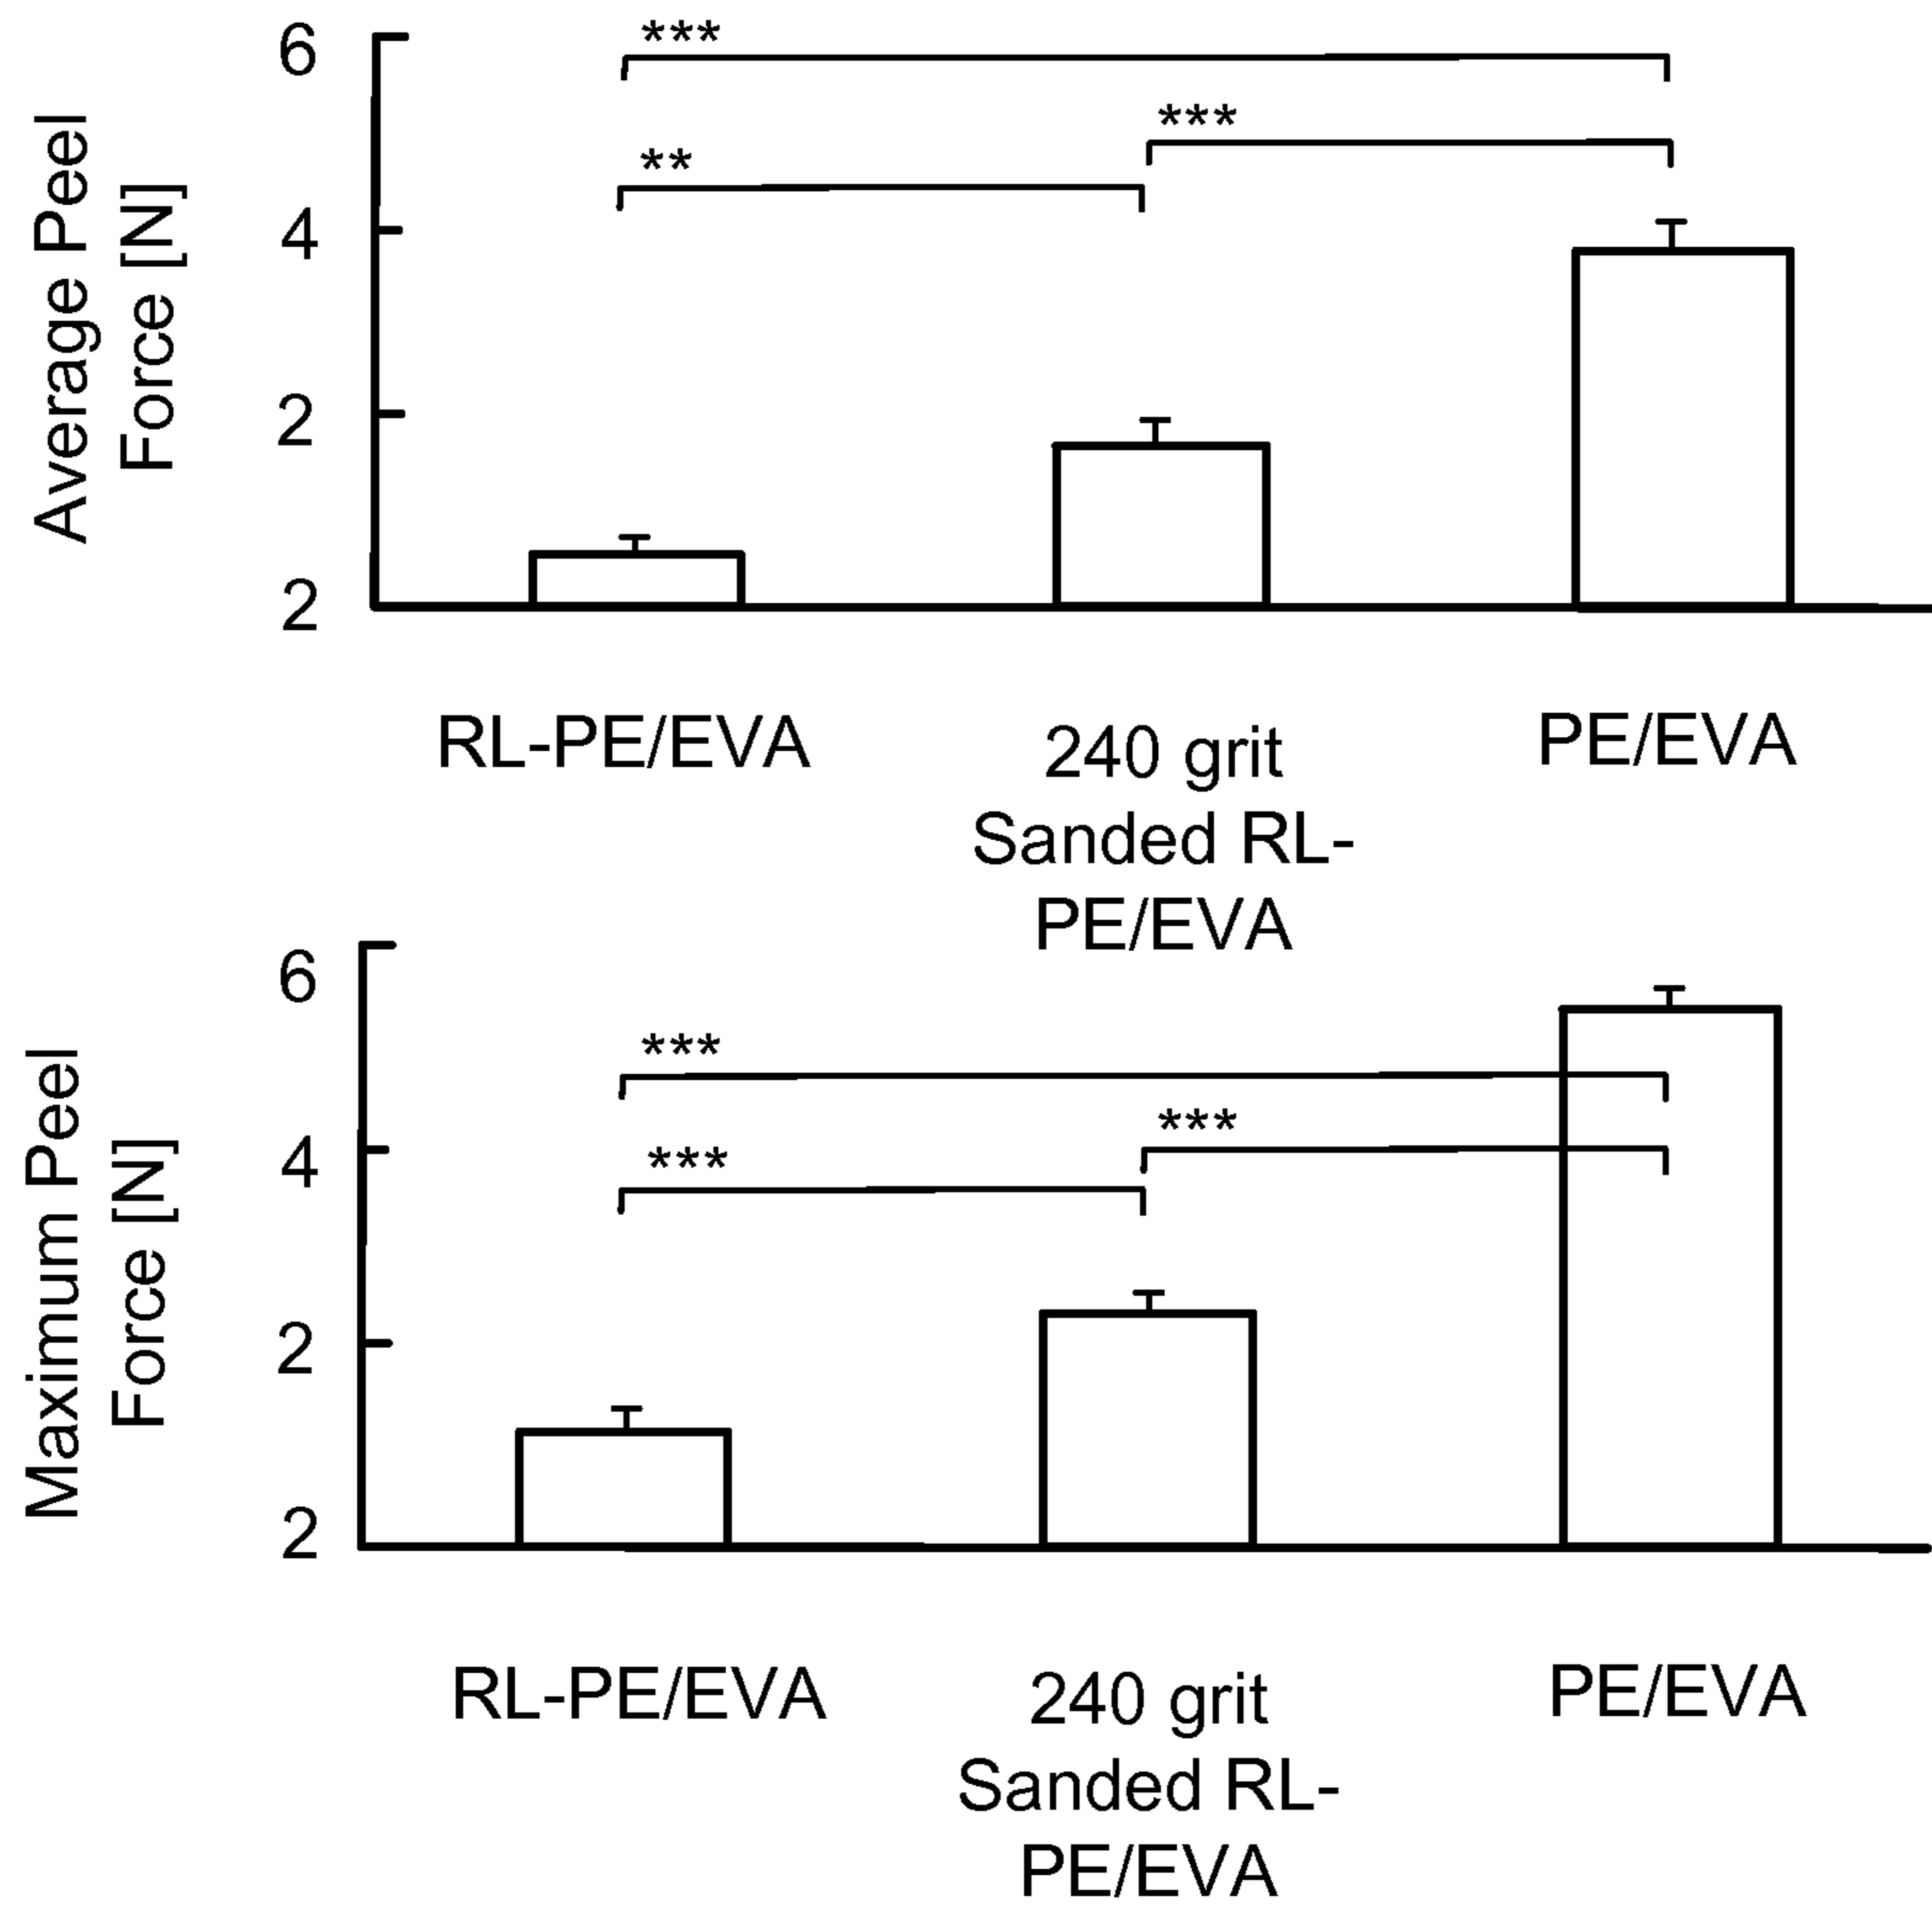 Average Peel
Force [N]
6
4
2
2
***
***
**
RL-PE/EVA
240 grit
Sanded RL-
PE/EVA
PE/EVA
Maximum Peel
Force [N]
6
4
2
2
***
***
***
RL-PE/EVA
240 grit
Sanded RL-
PE/EVA
PE/EVA